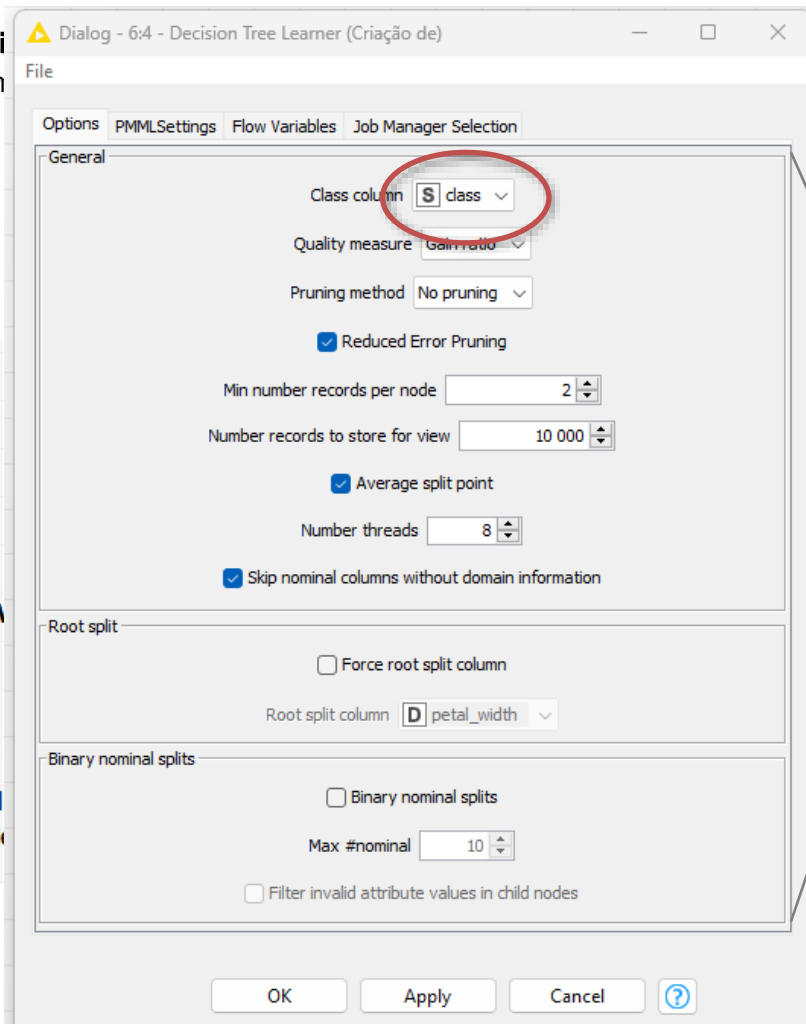 Dialog - 6:4 - Decision Tree Learner (Criação de)
File
Options PMMLSettings Flow Variables Job Manager Selection
General
Class column S class
Quality measure Gain ratio
Pruning method No pruning
Reduced Error Pruning
Min number records per node 2
Number records to store for view 10 000
Average split point
Number threads 8
Skip nominal columns without domain information
Root split
Force root split column
Root split column D petal_width
Binary nominal splits
Binary nominal splits
Max #nominal 10
Filter invalid attribute values in child nodes
OK Apply Cancel ?